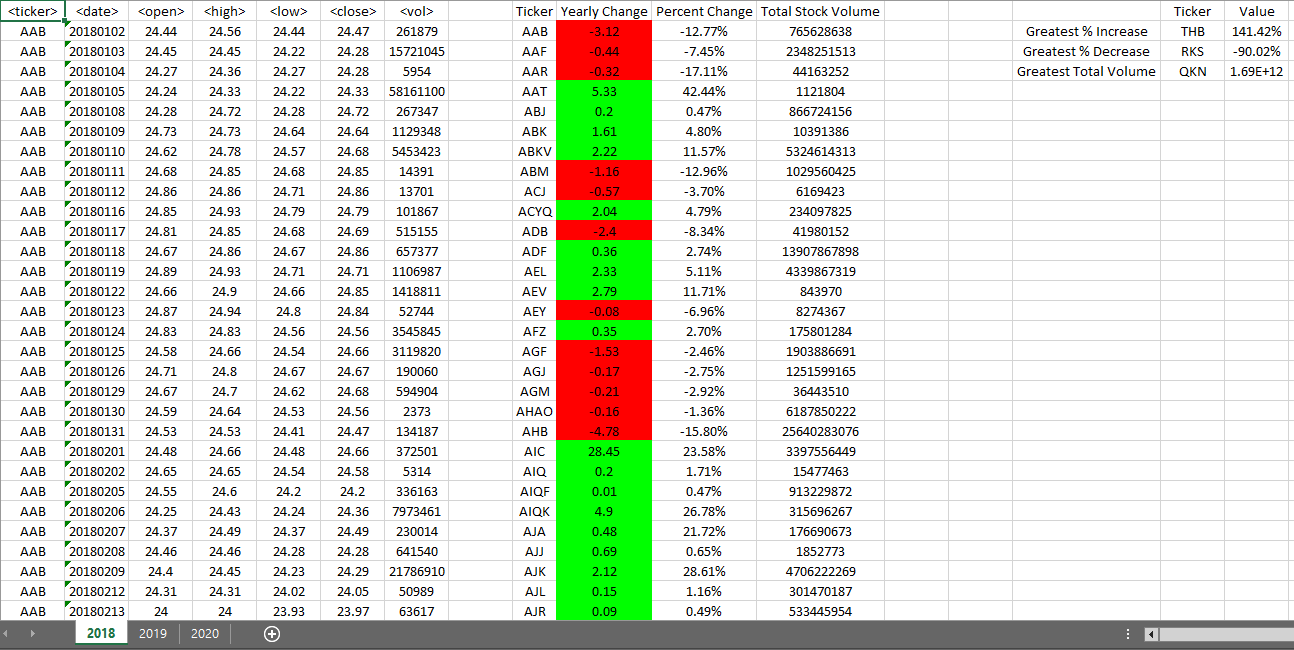 <ticker> <date> <open> <high> <low> <close> <vol> Ticker Yearly Change Percent Change Total Stock Volume Ticker Value
AAB 20180102 24.44 24.56 24.44 24.47 261879 AAB -3.12 -12.77% 765628638 Greatest % Increase THB 141.42%
AAB 20180103 24.45 24.45 24.22 24.28 15721045 AAF -0.44 -7.45% 2348251513 Greatest % Decrease RKS -90.02%
AAB 20180104 24.27 24.36 24.27 24.28 5954 AAR -0.32 -17.11% 44163252 Greatest Total Volume QKN 1.69E+12
AAB 20180105 24.24 24.33 24.22 24.33 58161100 AAT 5.33 42.44% 1121804
AAB 20180108 24.28 24.72 24.28 24.72 267347 ABJ 0.2 0.47% 866724156
AAB 20180109 24.73 24.73 24.64 24.64 1129348 ABK 1.61 4.80% 10391386
AAB 20180110 24.62 24.78 24.57 24.68 5453423 ABKV 2.22 11.57% 5324614313
AAB 20180111 24.68 24.85 24.68 24.85 14391 ABM -1.16 -12.96% 1029560425
AAB 20180112 24.86 24.86 24.71 24.86 13701 ACJ -0.57 -3.70% 6169423
AAB 20180116 24.85 24.93 24.79 24.79 101867 ACYQ 2.04 4.79% 234097825
AAB 20180117 24.81 24.85 24.68 24.69 515155 ADB -2.4 -8.34% 41980152
AAB 20180118 24.67 24.86 24.67 24.86 657377 ADF 0.36 2.74% 13907867898
AAB 20180119 24.89 24.93 24.71 24.71 1106987 AEL 2.33 5.11% 4339867319
AAB 20180122 24.66 24.9 24.66 24.85 1418811 AEV 2.79 11.71% 843970
AAB 20180123 24.87 24.94 24.8 24.84 52744 AEY -0.08 -6.96% 8274367
AAB 20180124 24.83 24.83 24.56 24.56 3545845 AFZ 0.35 2.70% 175801284
AAB 20180125 24.58 24.66 24.54 24.66 3119820 AGF -1.53 -2.46% 1903886691
AAB 20180126 24.71 24.8 24.67 24.67 190060 AGJ -0.17 -2.75% 1251599165
AAB 20180129 24.67 24.7 24.62 24.68 594904 AGM -0.21 -2.92% 36443510
AAB 20180130 24.59 24.64 24.53 24.56 2373 AHAO -0.16 -1.36% 6187850222
AAB 20180131 24.53 24.53 24.41 24.47 134187 AHB -4.78 -15.80% 25640283076
AAB 20180201 24.48 24.66 24.48 24.66 372501 AIC 28.45 23.58% 3397556449
AAB 20180202 24.65 24.65 24.54 24.58 5314 AIQ 0.2 1.71% 15477463
AAB 20180205 24.55 24.6 24.2 24.2 336163 AIQF 0.01 0.47% 913229872
AAB 20180206 24.25 24.43 24.24 24.36 7973461 AIQK 4.9 26.78% 315696267
AAB 20180207 24.37 24.49 24.37 24.49 230014 AJA 0.48 21.72% 176690673
AAB 20180208 24.46 24.46 24.28 24.28 641540 AJJ 0.69 0.65% 1852773
AAB 20180209 24.4 24.45 24.23 24.29 21786910 AJK 2.12 28.61% 4706222269
AAB 20180212 24.31 24.31 24.02 24.05 50989 AJL 0.15 1.16% 301470187
AAB 20180213 24 24 23.93 23.97 63617 AJR 0.09 0.49% 533445954
2018 2019 2020